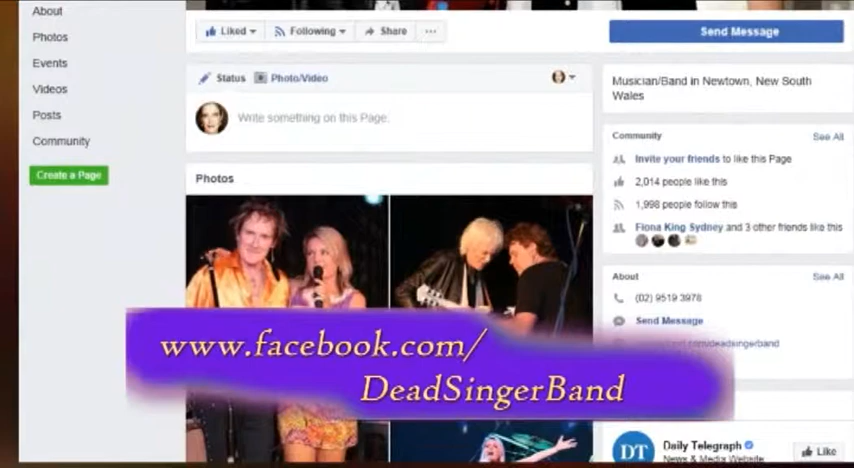 About
Photos
Events
Videos
Posts
Community
Create a Page
Liked
Following
Share
...
Send Message
Status
Photo/Video
Write something on this Page.
Photos
Musician/Band in Newtown, New South
Wales
Community
See All
Invite your friends to like this Page
2,014 people like this
1,998 people follow this
Fiona King Sydney and 3 other friends like this
About
See All
(02) 9519 3978
Send Message
.com/deadsingerband
www.facebook.com/
DeadSingerBand
DT
Daily Telegraph
News & Media Website
Like